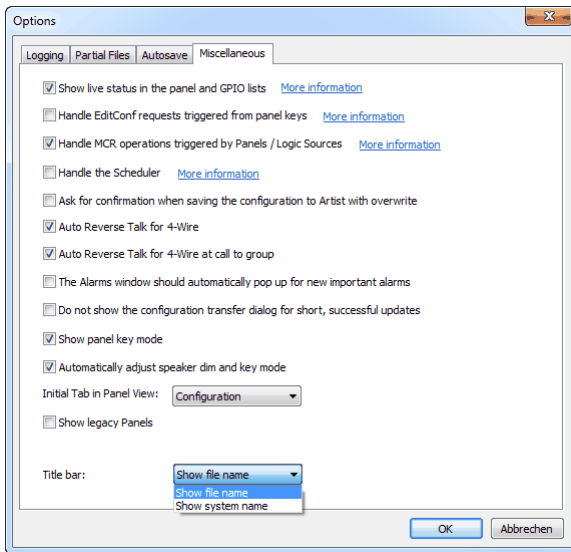 Options
Logging Partial Files Autosave Miscellaneous
Show live status in the panel and GPIO lists More information
Handle EditConf requests triggered from panel keys More information
Handle MCR operations triggered by Panels / Logic Sources More information
Handle the Scheduler More information
Ask for confirmation when saving the configuration to Artist with overwrite
Auto Reverse Talk for 4-Wire
Auto Reverse Talk for 4-Wire at call to group
The Alarms window should automatically pop up for new important alarms
Do not show the configuration transfer dialog for short, successful updates
Show panel key mode
Automatically adjust speaker dim and key mode
Initial Tab in Panel View: Configuration
Show legacy Panels
Title bar: Show file name
Show file name
Show system name
OK Abbrechen